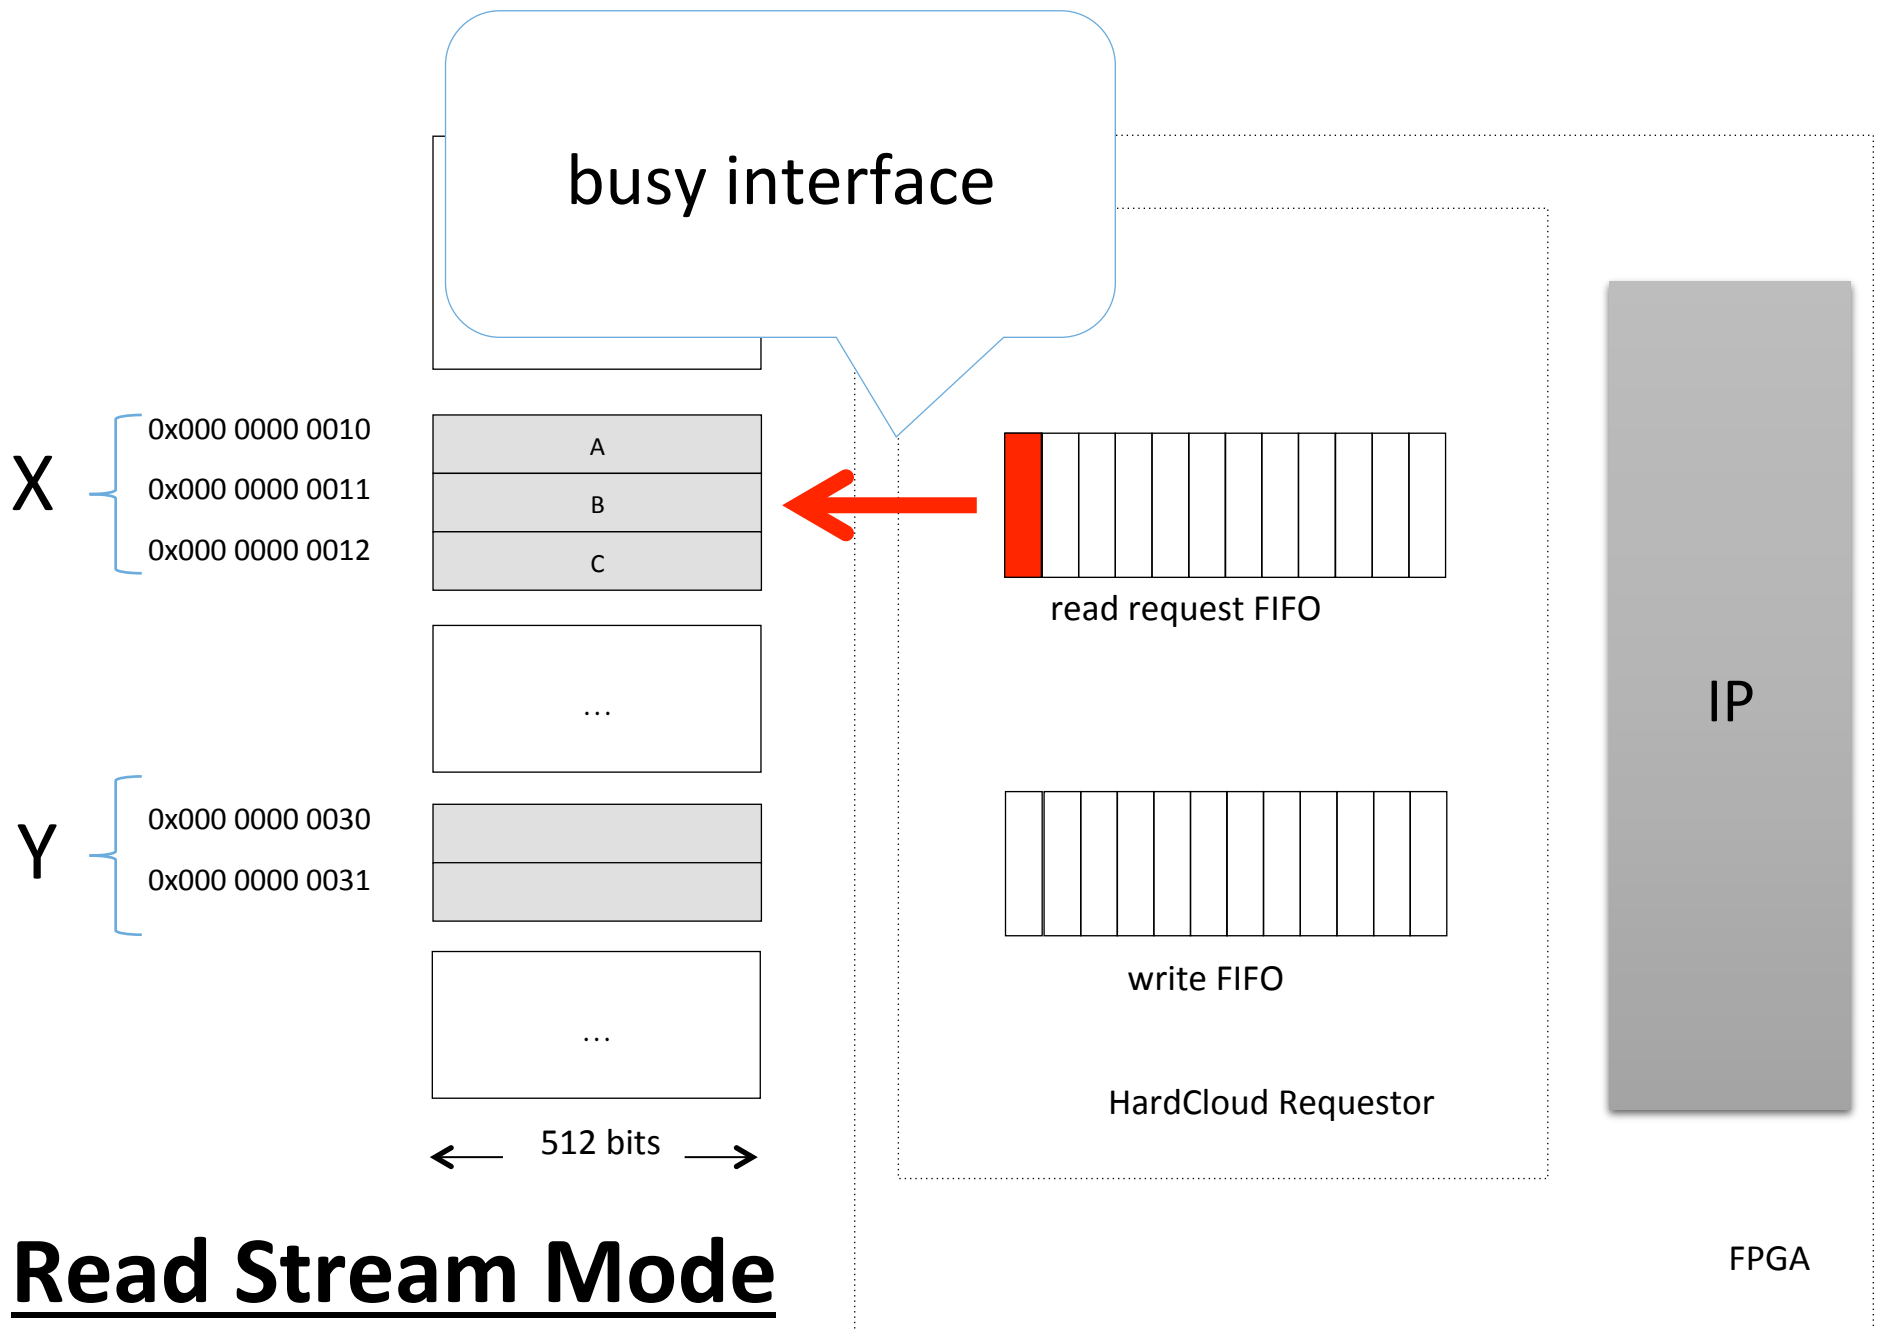 busy interface
X
0x000 0000 0010
0x000 0000 0011
0x000 0000 0012
A
B
C
read request FIFO
...
IP
Y
0x000 0000 0030
0x000 0000 0031
write FIFO
...
HardCloud Requestor
512 bits
Read Stream Mode
FPGA